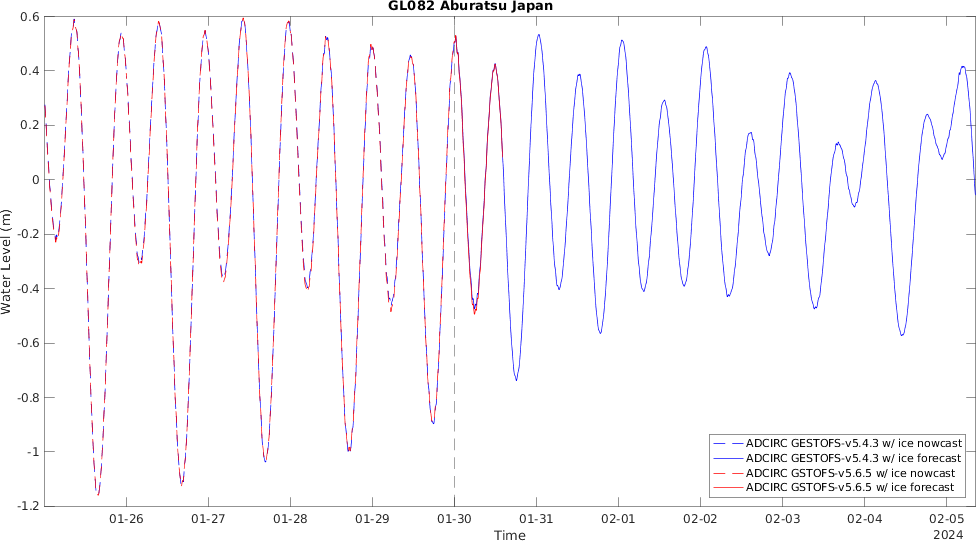 GL082 Aburatsu Japan
0.6
0.4
0.2
0
-0.2
-0.4
-0.6
-0.8
-1
-1.2
Water Level (m)
ADCIRC GESTOFS-v5.4.3 w/ ice nowcast
ADCIRC GESTOFS-v5.4.3 w/ ice forecast
ADCIRC GSTOFS-v5.6.5 w/ ice nowcast
ADCIRC GSTOFS-v5.6.5 w/ ice forecast
01-26 01-27 01-28 01-29 01-30 01-31 02-01 02-02 02-03 02-04 02-05
Time
2024